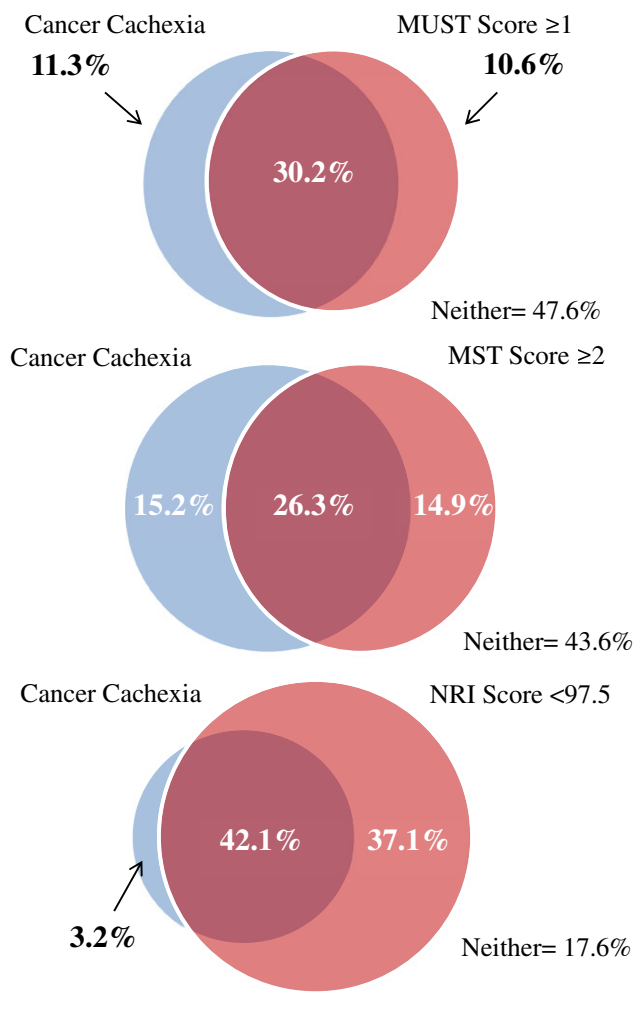 Cancer Cachexia
MUST Score ≥1
11.3%
10.6%
30.2%
Neither= 47.6%
Cancer Cachexia
MST Score ≥2
15.2%
26.3%
14.9%
Neither= 43.6%
Cancer Cachexia
NRI Score <97.5
42.1%
37.1%
3.2%
Neither= 17.6%